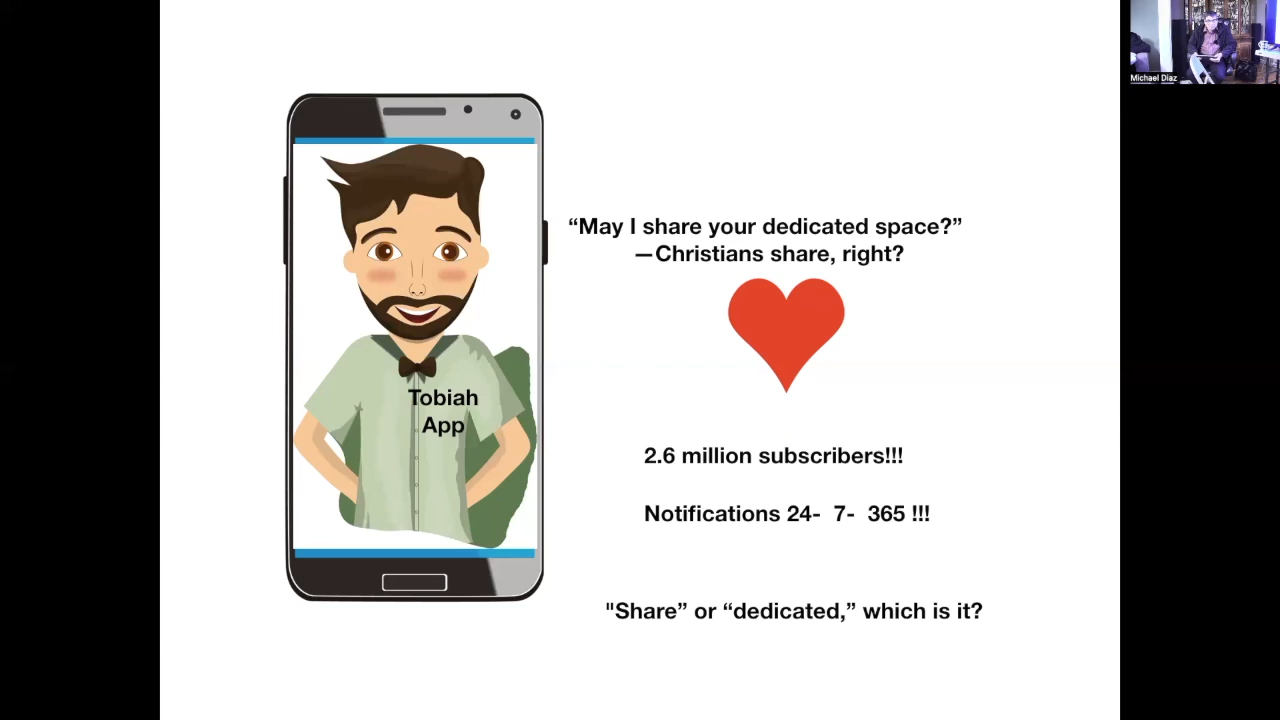 Michael Diaz
“May I share your dedicated space?”
—Christians share, right?
Tobiah
App
2.6 million subscribers!!!
Notifications 24-  7-  365 !!!
"Share” or “dedicated,” which is it?